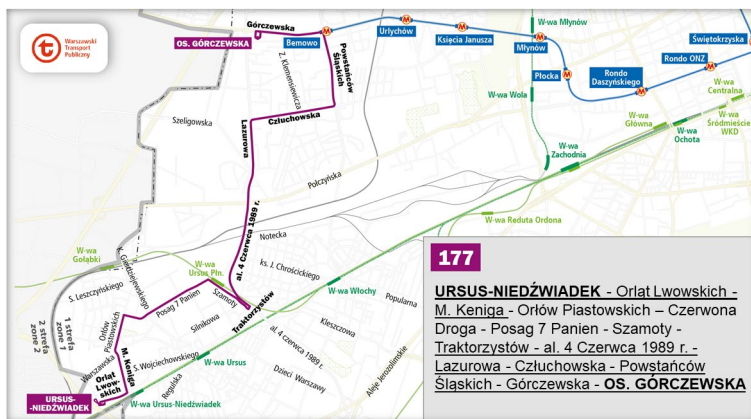 Warszawski
Transport
Publiczny
Górczewska
OS. GÓRCZEWSKA
Bemowo
Urlychów
Księcia Janusza
W-wa Młynów
Młynów
Płocka
Rondo
Daszyńskiego
Rondo ONZ
Świętokrzyska
W-wa
Centralna
W-wa
Śródmieście
WKD
W-wa
Ochota
W-wa
Główna
W-wa Wola
W-wa
Zachodnia
W-wa Reduta Ordona
Powstańców
Śląskich
Z. Klemensiewicza
Człuchowska
Lazurowa
Szeligowska
Połczyńska
al. 4 Czerwca 1989 r.
Notecka
W-wa
Gołąbki
K. Gierdziejewskiego
W-wa
Ursus Płn.
ks. J. Chrościckiego
S. Leszczyńskiego
Posag 7 Panien
Szamoty
Traktorzystów
W-wa Włochy
Popularna
1 strefa
zone 1
2 strefa
zone 2
Orłów
Piastowskich
Silnikowa
Kleszczowa
al. 4 Czerwca 1989 r.
Warszawska
M. Keniga
S. Wojciechowskiego
W-wa Ursus
Dzieci Warszawy
Aleje Jerozolimskie
Orląt
Lwow-
skich
Regulska
URSUS-
-NIEDŹWIADEK
W-wa Ursus-Niedźwiadek
177
URSUS-NIEDŹWIADEK - Orląt Lwowskich -
M. Keniga - Orłów Piastowskich – Czerwona
Droga - Posag 7 Panien - Szamoty -
Traktorzystów - al. 4 Czerwca 1989 r. -
Lazurowa - Człuchowska - Powstańców
Śląskich - Górczewska - OS. GÓRCZEWSKA